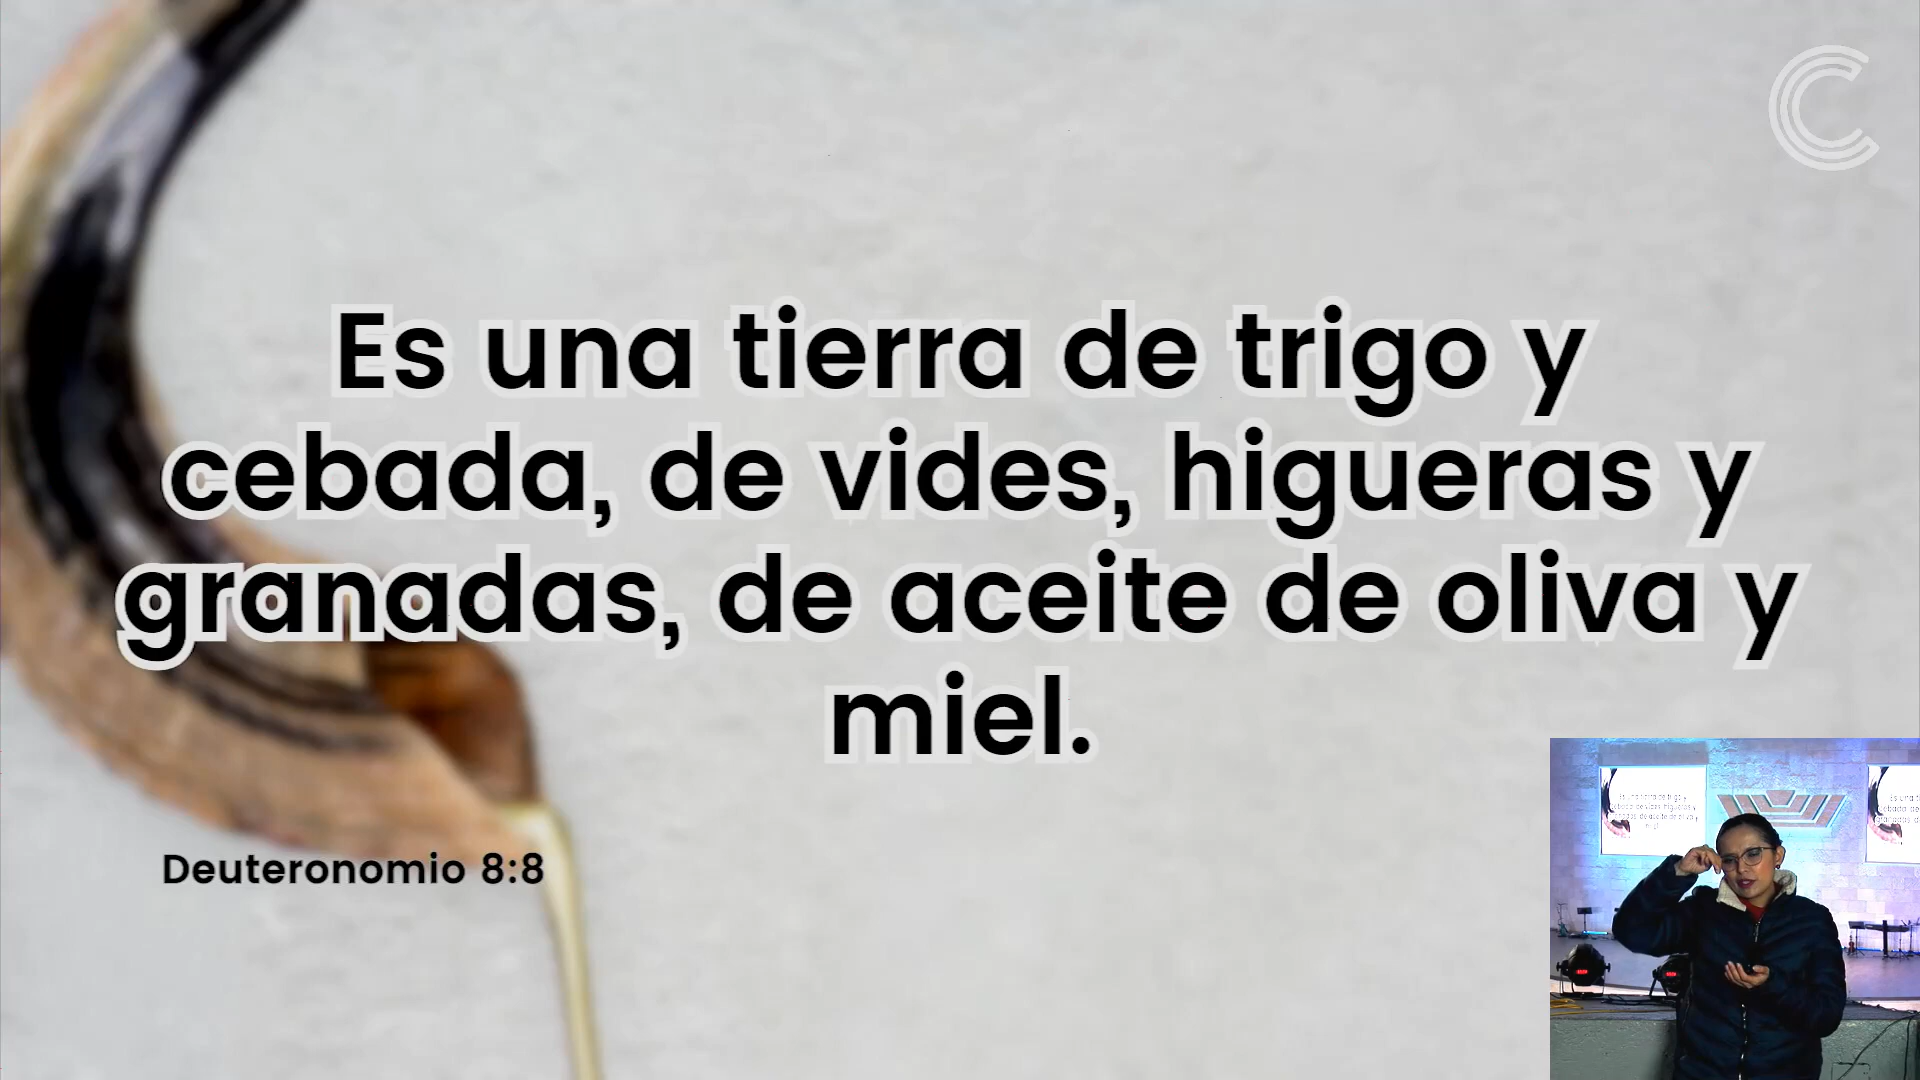 Es una tierra de trigo y
cebada, de vides, higueras y
granadas, de aceite de oliva y
miel.
Deuteronomio 8:8